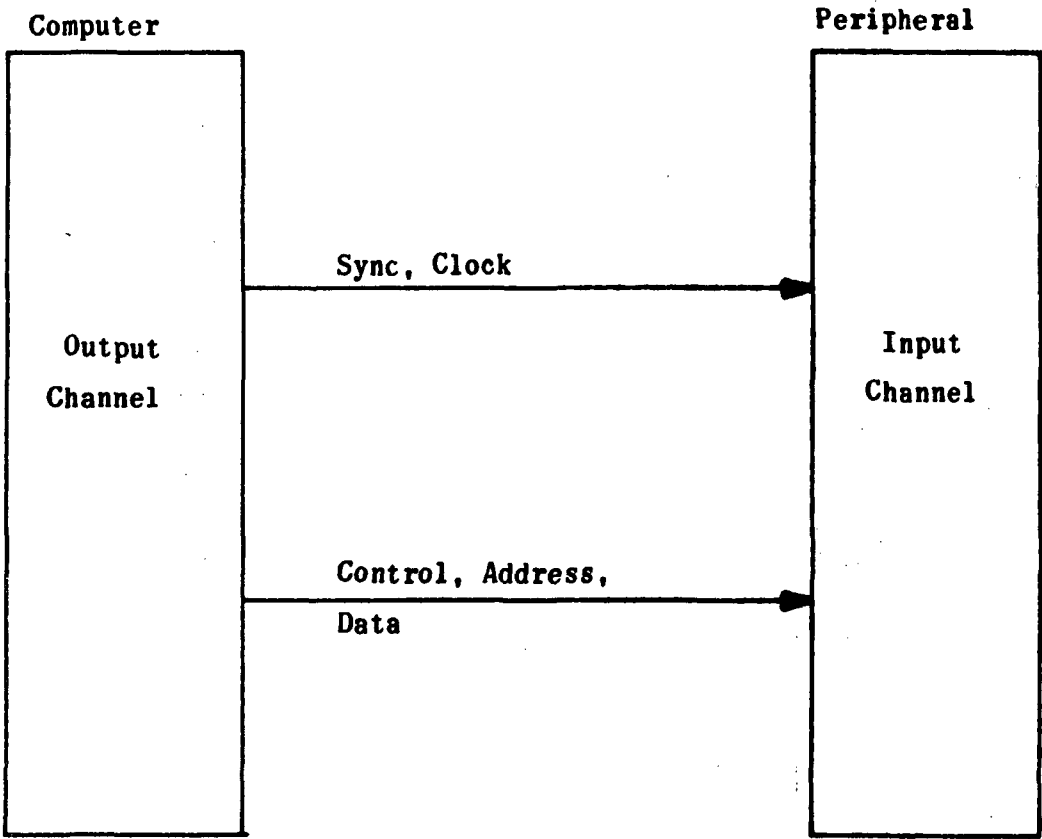 Computer
Peripheral
Sync, Clock
Output
Channel
Input
Channel
Control, Address,
Data